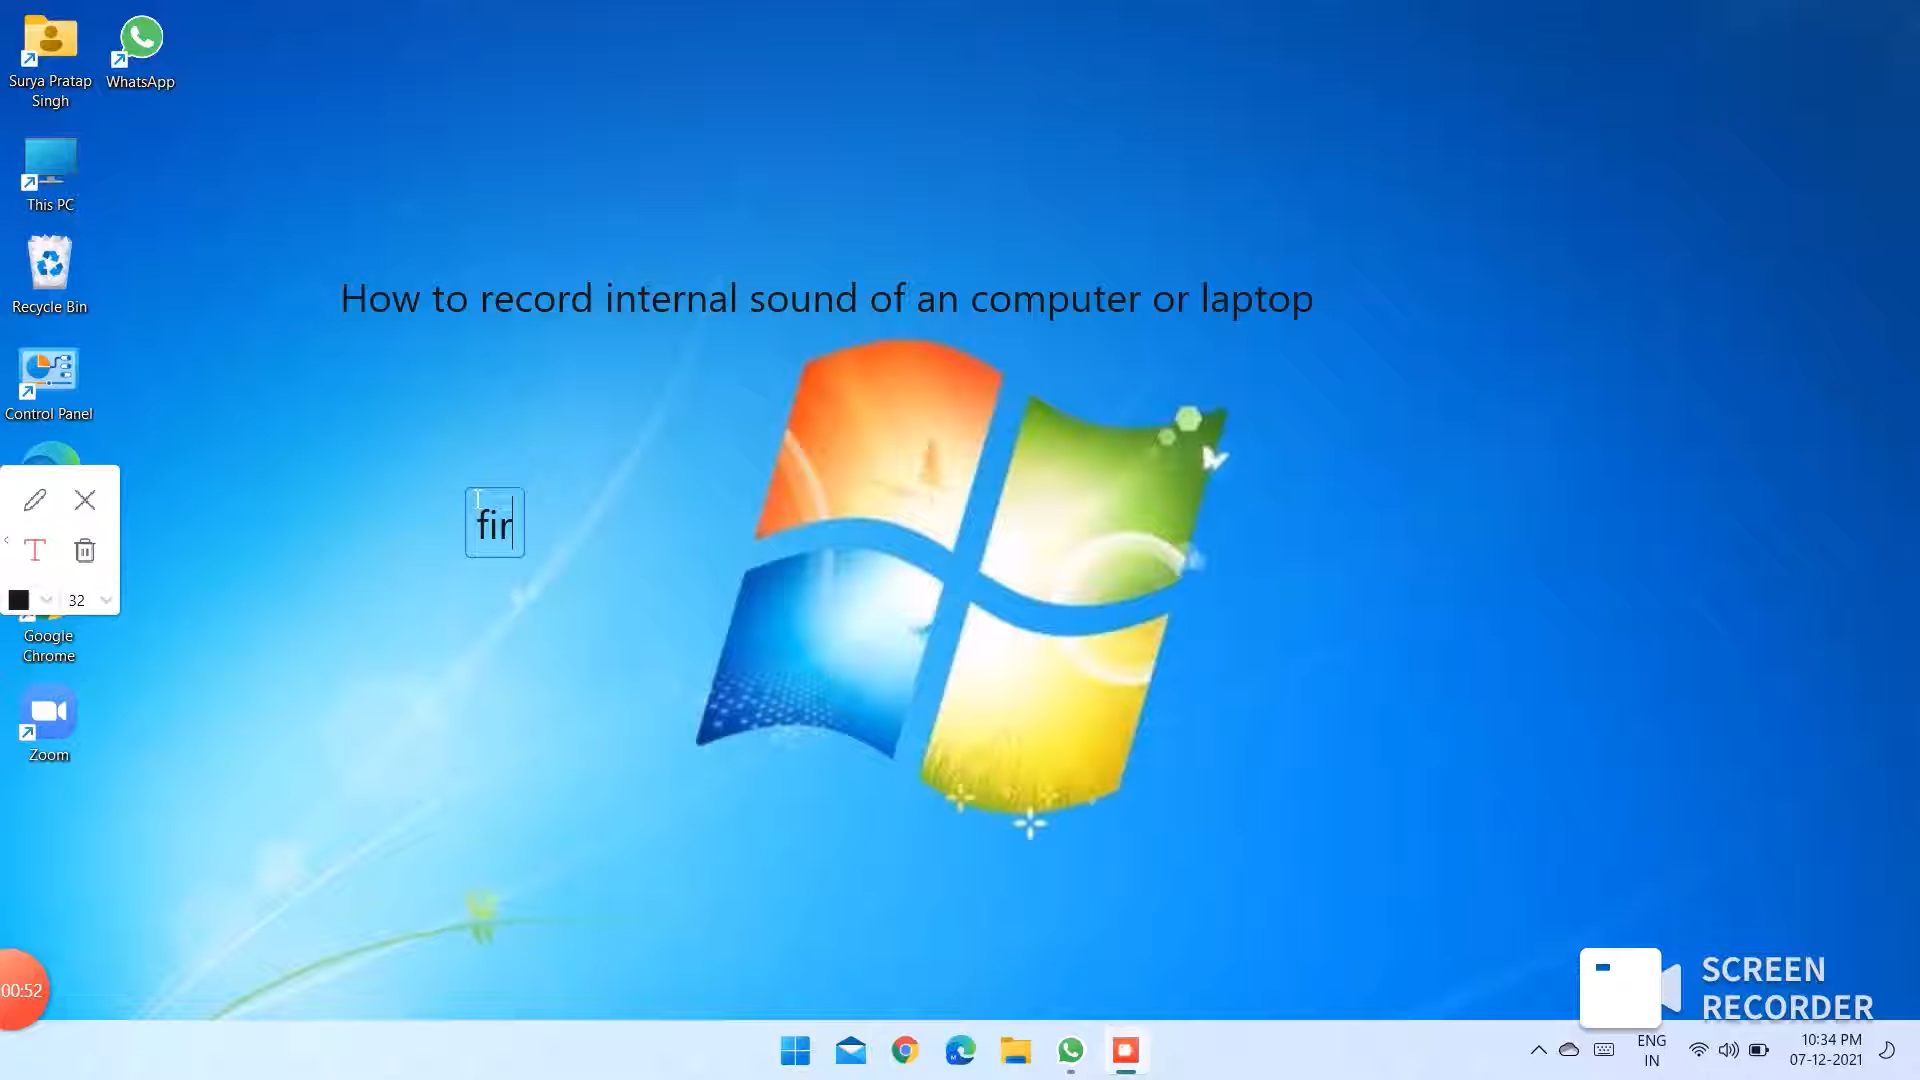 Surya Pratap
Singh
WhatsApp
This PC
Recycle Bin
Control Panel
How to record internal sound of an computer or laptop
fir
T
32
Google
Chrome
Zoom
00:52
SCREEN
RECORDER
ENG
IN
10:34 PM
07-12-2021